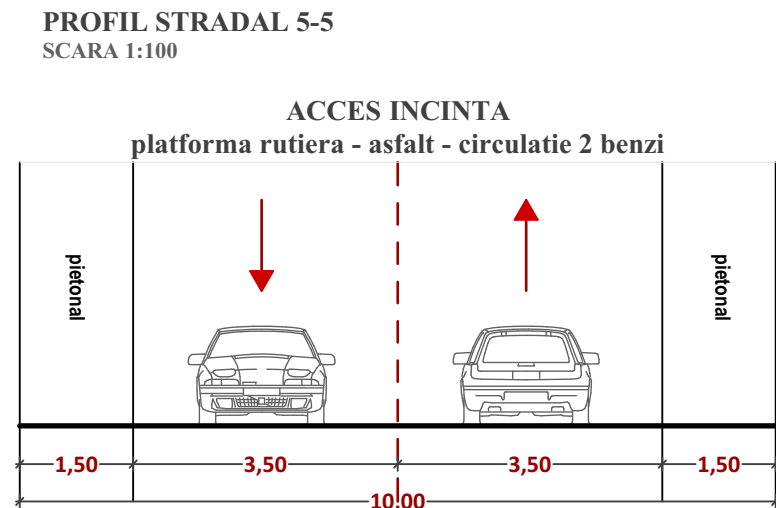 PROFIL STRADAL 5-5
SCARA 1:100
ACCES INCINTA
platforma rutiera - asfalt - circulatie 2 benzi
pietonal
pietonal
1,50
3,50
3,50
1,50
10,00